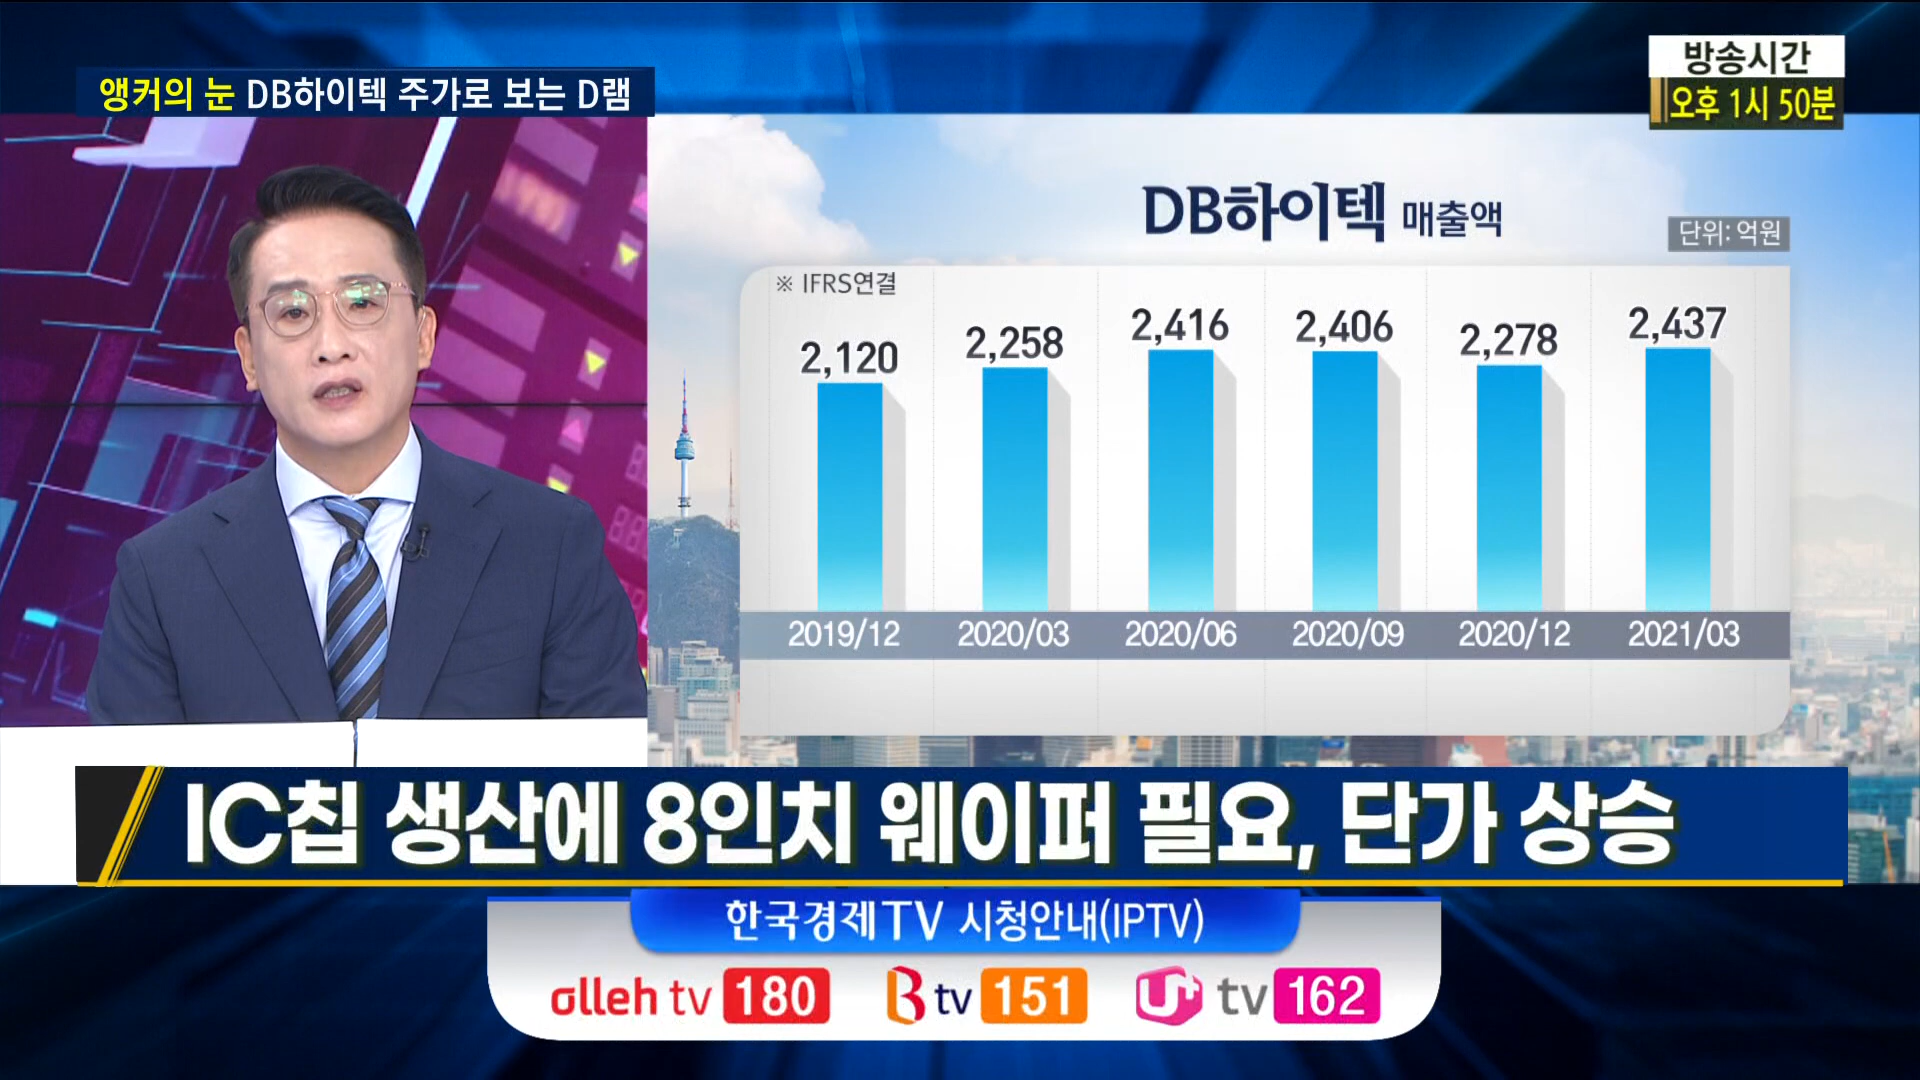 앵커의 눈 DB하이텍 주가로 보는 D램
방송시간
오후 1시 50분
DB하이텍 매출액
단위: 억원
※ IFRS연결
2,120 2,258 2,416 2,406 2,278 2,437
2019/12 2020/03 2020/06 2020/09 2020/12 2021/03
IC칩 생산에 8인치 웨이퍼 필요, 단가 상승
한국경제TV 시청안내(IPTV)
olleh tv 180 B tv 151 U+ tv 162